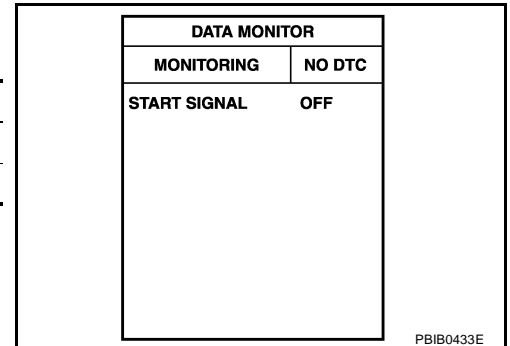 DATA MONITOR
MONITORING NO DTC
START SIGNAL OFF
PBIB0433E